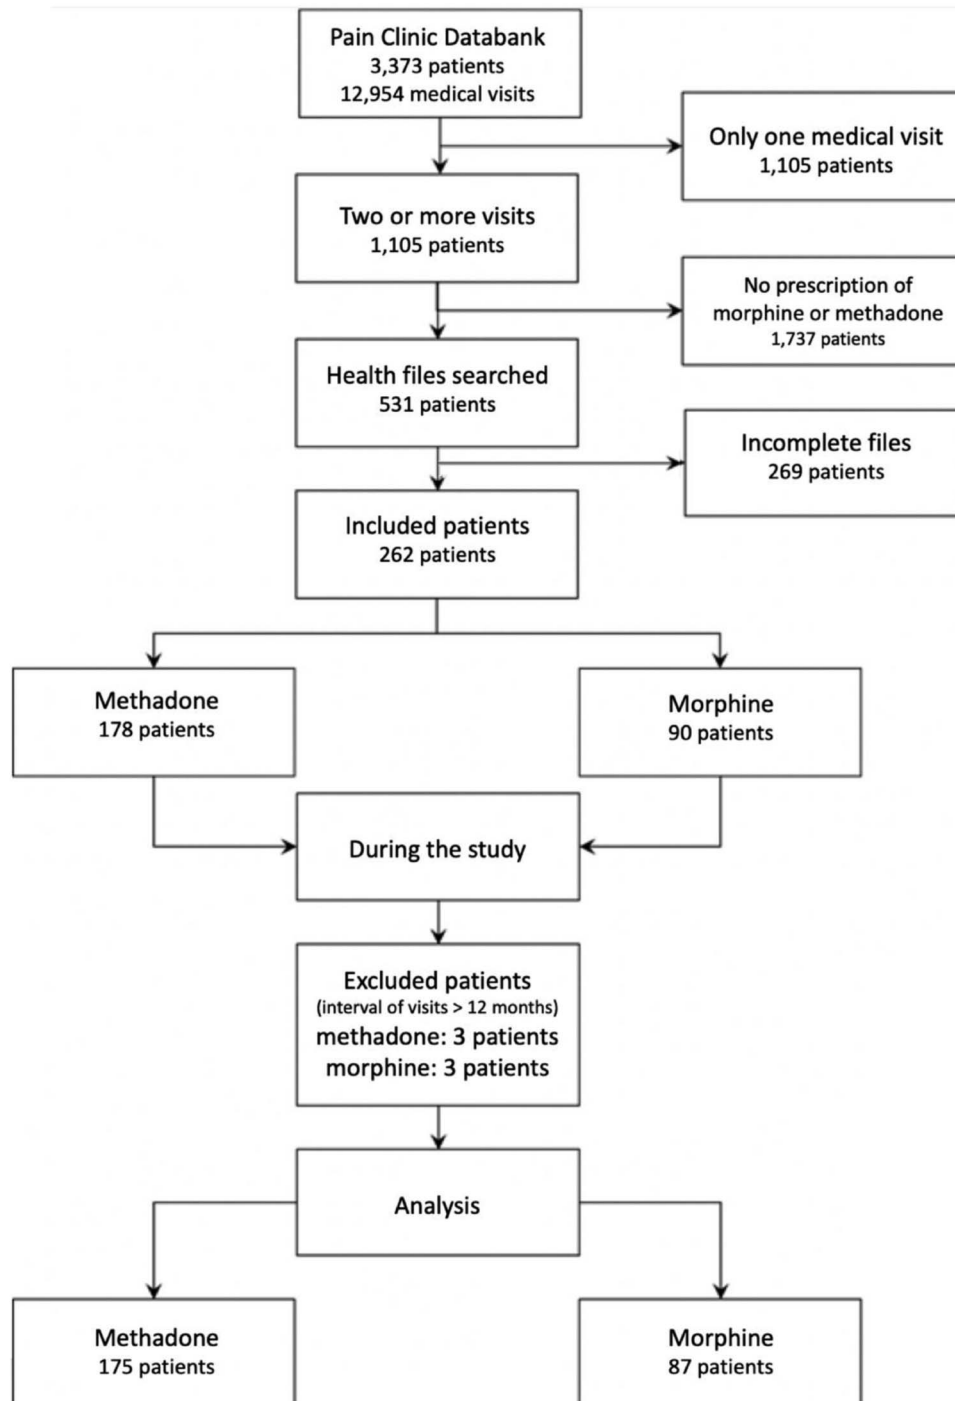 Pain Clinic Databank
3,373 patients
12,954 medical visits
Only one medical visit
1,105 patients
Two or more visits
1,105 patients
No prescription of
morphine or methadone
1,737 patients
Health files searched
531 patients
Incomplete files
269 patients
Included patients
262 patients
Methadone
178 patients
Morphine
90 patients
During the study
Excluded patients
(interval of visits > 12 months)
methadone: 3 patients
morphine: 3 patients
Analysis
Methadone
175 patients
Morphine
87 patients